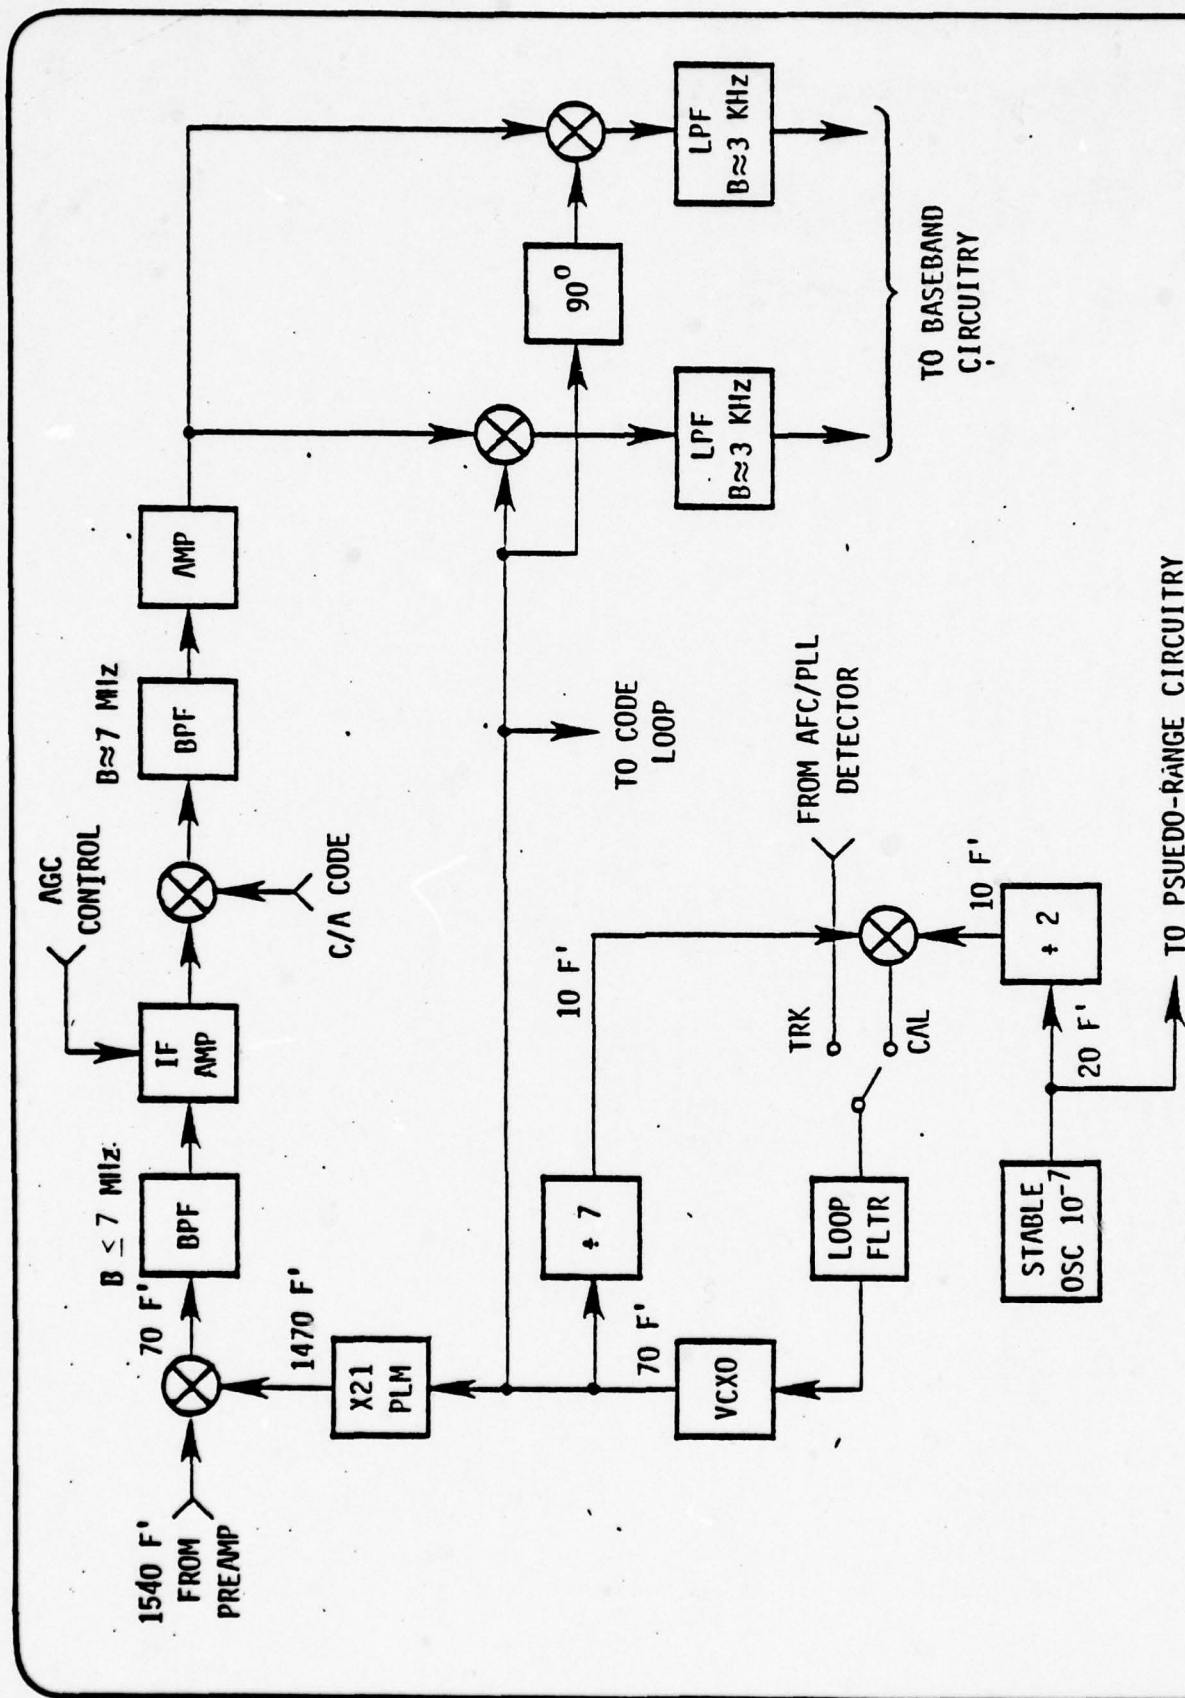 1540 F'
FROM
PREAMP
70 F'
B ≤ 7 MHz
BPF
IF
AMP
AGC
CONTROL
C/A CODE
B≈7 MHz
BPF
AMP
1470 F'
X21
PLM
70 F'
VCXO
÷ 7
10 F'
LOOP
FLTR
TRK
CAL
FROM AFC/PLL
DETECTOR
TO CODE
LOOP
10 F'
÷ 2
20 F'
STABLE
OSC 10⁻⁷
TO PSUEDO-RANGE CIRCUITRY
90⁰
LPF
B≈3 KHz
LPF
B≈3 KHz
TO BASEBAND
CIRCUITRY